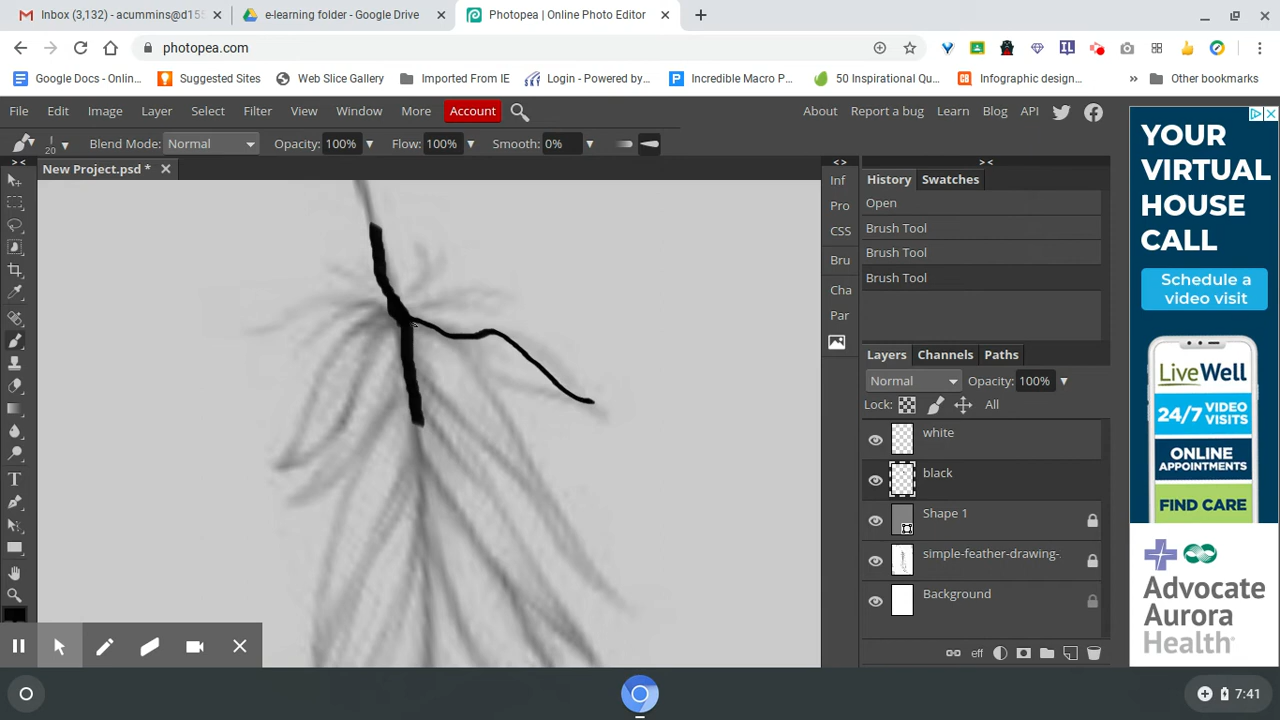 Inbox (3,132) - acummins@d155
e-learning folder - Google Drive
Photopea | Online Photo Editor
photopea.com
Google Docs - Onlin...
Suggested Sites
Web Slice Gallery
Imported From IE
Login - Powered by...
Incredible Macro P...
50 Inspirational Qu...
Infographic design...
Other bookmarks
File Edit Image Layer Select Filter View Window More Account
About Report a bug Learn Blog API
20 Blend Mode: Normal Opacity: 100% Flow: 100% Smooth: 0%
New Project.psd *
Inf
Pro
CSS
Bru
Cha
Par
History Swatches
Open
Brush Tool
Brush Tool
Brush Tool
Layers Channels Paths
Normal Opacity: 100%
Lock: All
white
black
Shape 1
simple-feather-drawing-
Background
eff
YOUR
VIRTUAL
HOUSE
CALL
Schedule a
video visit
LiveWell
24/7 VIDEO
VISITS
ONLINE
APPOINTMENTS
FIND CARE
Advocate
Aurora
Health
7:41